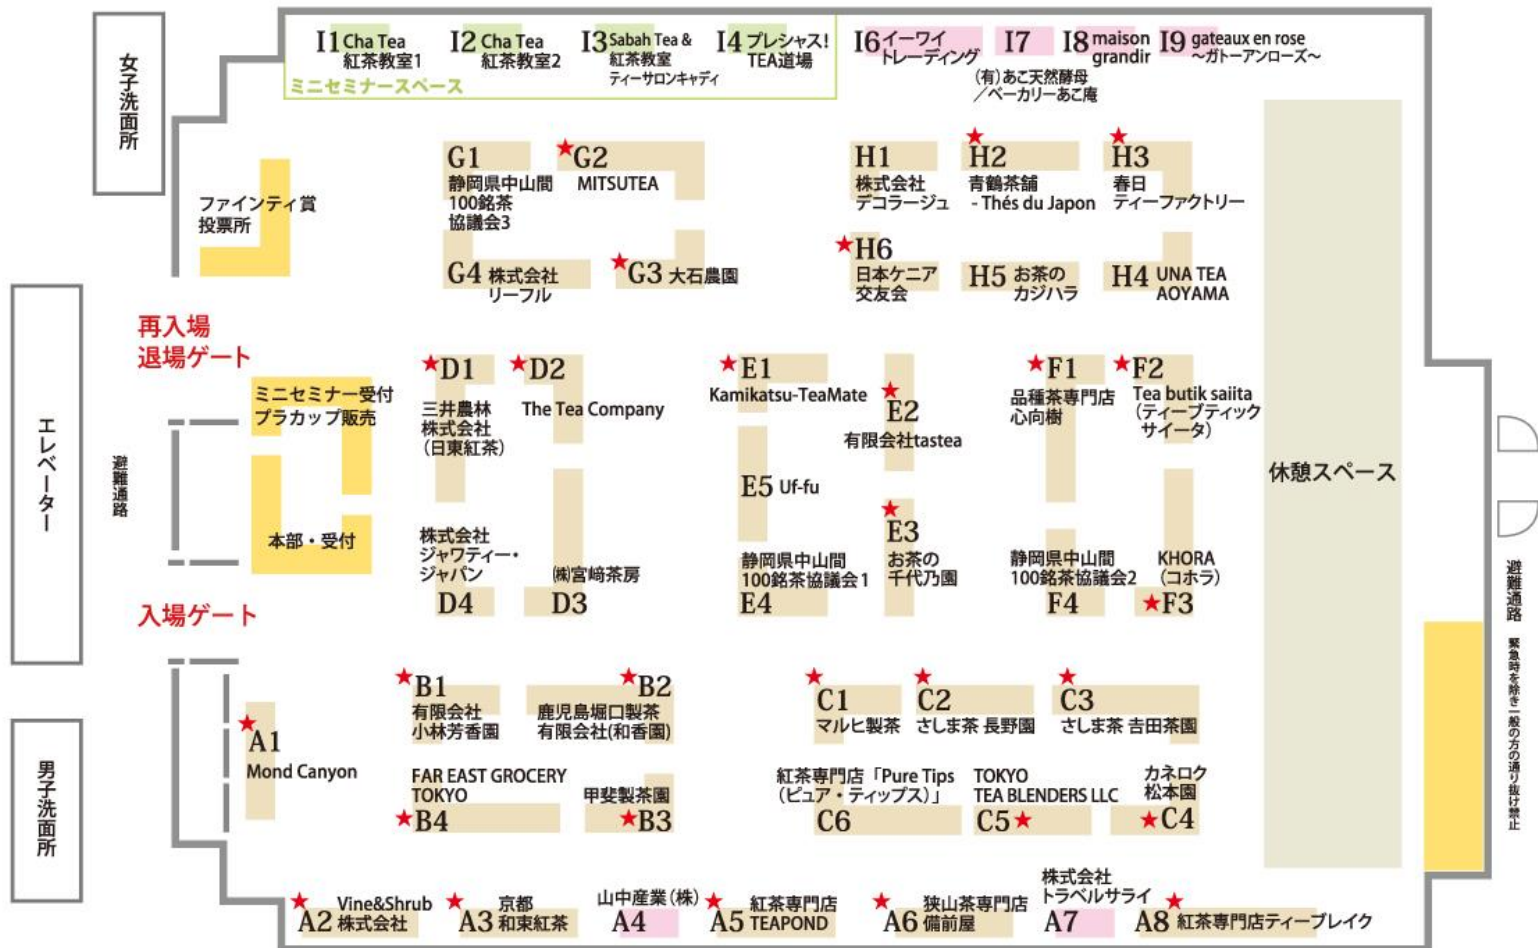 女子洗面所
I1 Cha Tea
紅茶教室1
I2 Cha Tea
紅茶教室2
I3 Sabah Tea &
紅茶教室
ティーサロンキャディ
I4 プレシャス!
TEA道場
ミニセミナースペース
I6 イーワイ
トレーディング
I7
(有)あこ天然酵母
/ベーカリーあこ庵
I8 maison
grandir
I9 gateaux en rose
~ガトーアンローズ~
ファインティ賞
投票所
G1
静岡県中山間
100銘茶
協議会3
★G2
MITSUTEA
G4 株式会社
リーフル
★G3 大石農園
H1
株式会社
デコラージュ
★H2
青鶴茶舗
- Thés du Japon
★H3
春日
ティーファクトリー
★H6
日本ケニア
交友会
H5 お茶の
カジハラ
H4 UNA TEA
AOYAMA
再入場
退場ゲート
エレベーター
避難通路
ミニセミナー受付
プラカップ販売
本部・受付
入場ゲート
★D1
三井農林
株式会社
(日東紅茶)
★D2
The Tea Company
株式会社
ジャワティー・
ジャパン
D4
㈱宮﨑茶房
D3
★E1
Kamikatsu-TeaMate
★E2
有限会社tastea
E5 Uf-fu
★E3
お茶の
千代乃園
静岡県中山間
100銘茶協議会1
E4
★F1
品種茶専門店
心向樹
★F2
Tea butik saiita
(ティーブティック
サイータ)
静岡県中山間
100銘茶協議会2
F4
KHORA
(コホラ)
★F3
休憩スペース
避難通路
緊急時を除き一般の方の通り抜け禁止
男子洗面所
★A1
Mond Canyon
★B1
有限会社
小林芳香園
★B2
鹿児島堀口製茶
有限会社(和香園)
FAR EAST GROCERY
TOKYO
★B4
甲斐製茶園
★B3
★C1
マルヒ製茶
★C2
さしま茶 長野園
★C3
さしま茶 𠮷田茶園
紅茶専門店「Pure Tips
(ピュア・ティップス)」
C6
TOKYO
TEA BLENDERS LLC
C5★
カネロク
松本園
★C4
★A2 Vine&Shrub
株式会社
★A3 京都
和束紅茶
山中産業(株)
A4
★A5 紅茶専門店
TEAPOND
★A6 狭山茶専門店
備前屋
株式会社
トラベルサライ
A7
★A8 紅茶専門店ティーブレイク